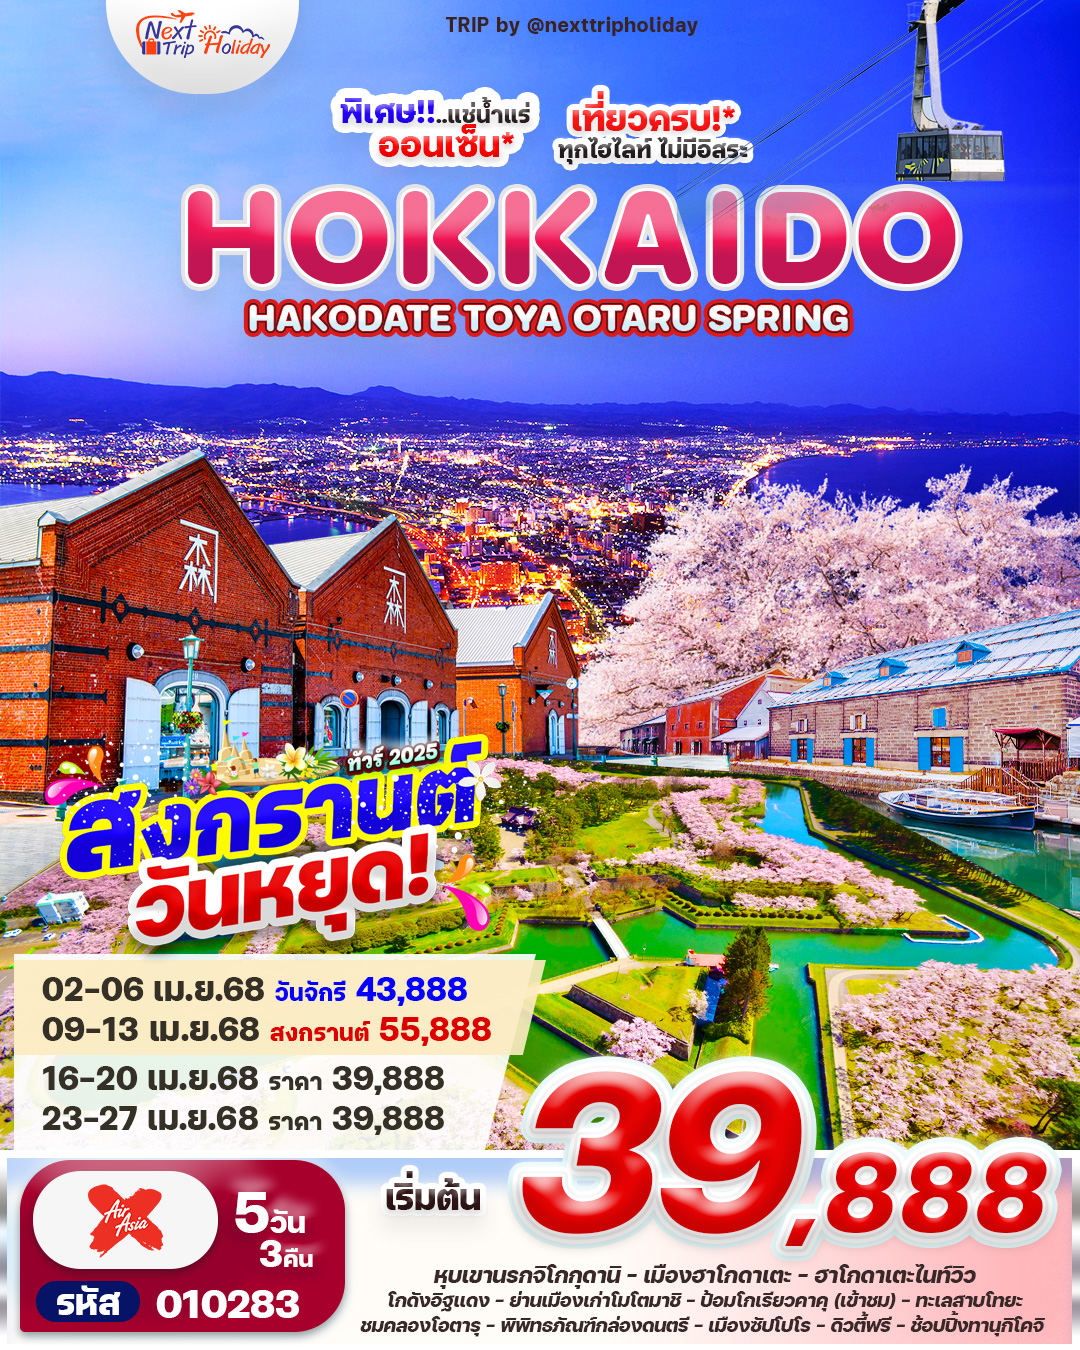 Next Trip Holiday
TRIP by @nexttripholiday
พิเศษ!!..แช่น้ำแร่
ออนเซ็น*
เที่ยวครบ!*
ทุกไฮไลท์ ไม่มีอิสระ
HOKKAIDO
HAKODATE TOYA OTARU SPRING
ทัวร์ 2025
สงกรานต์
วันหยุด!
02-06 เม.ย.68 วันจักรี 43,888
09-13 เม.ย.68 สงกรานต์ 55,888
16-20 เม.ย.68 ราคา 39,888
23-27 เม.ย.68 ราคา 39,888
Air Asia X
5วัน
3คืน
รหัส 010283
เริ่มต้น 39,888
หุบเขานรกจิโกกุดานิ - เมืองฮาโกดาเตะ - ฮาโกดาเตะไนท์วิว
โกดังอิฐแดง - ย่านเมืองเก่าโมโตมาชิ - ป้อมโกเรียวคาคุ (เข้าชม) - ทะเลสาบโทยะ
ชมคลองโอตารุ - พิพิทธภัณฑ์กล่องดนตรี - เมืองซัปโปโร - ดิวตี้ฟรี - ช้อปปิ้งทานุกิโคจิ